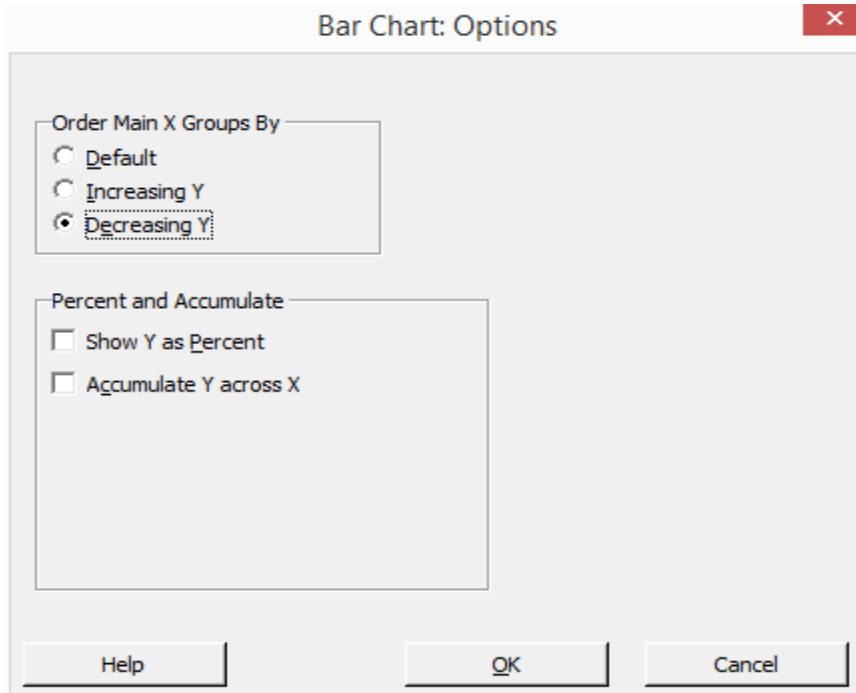 Bar Chart: Options
Order Main X Groups By
Default
Increasing Y
Decreasing Y
Percent and Accumulate
Show Y as Percent
Accumulate Y across X
Help OK Cancel